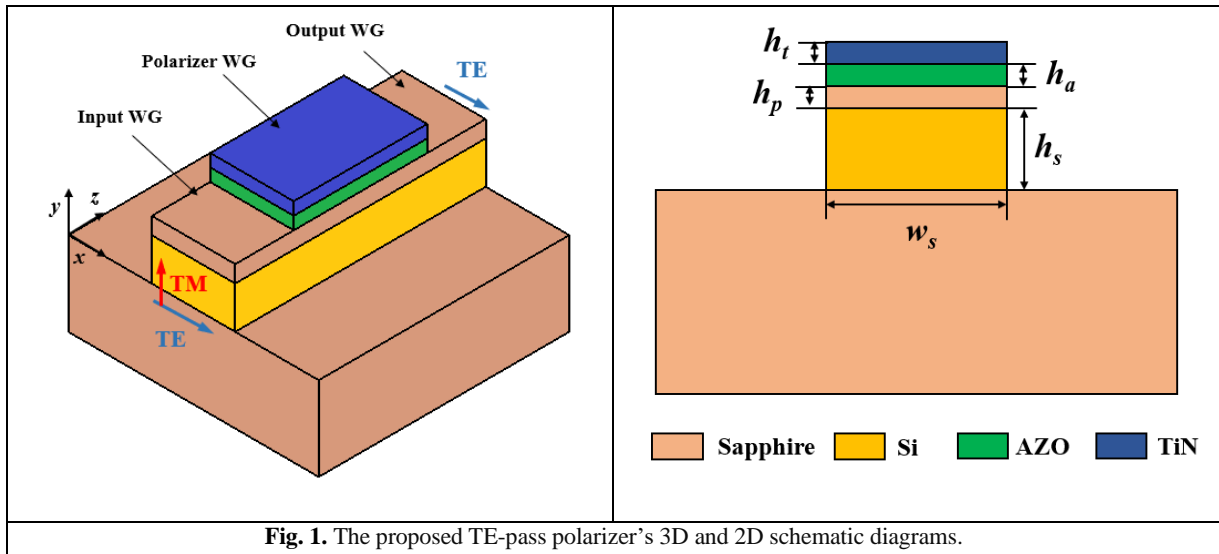 Output WG
Polarizer WG
TE
Input WG
y
z
x
TM
TE
h_t
h_a
h_p
h_s
w_s
Sapphire
Si
AZO
TiN
Fig. 1. The proposed TE-pass polarizer's 3D and 2D schematic diagrams.